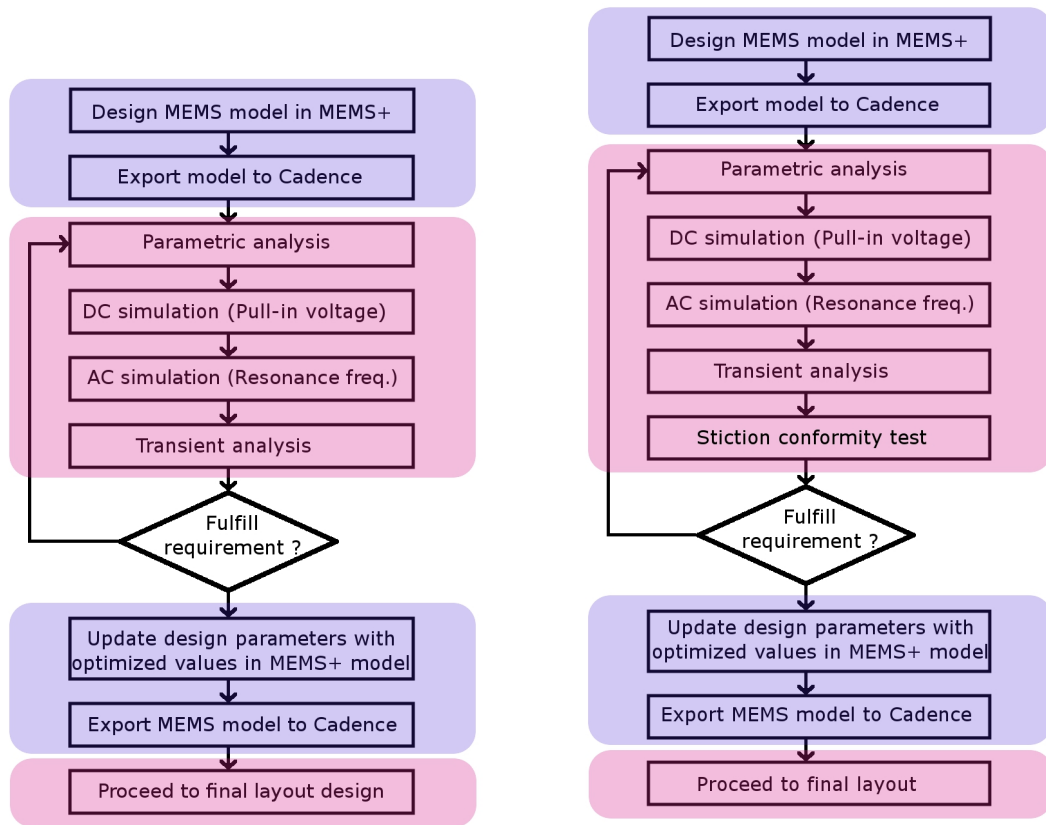 Design MEMS model in MEMS+
Export model to Cadence
Parametric analysis
DC simulation (Pull-in voltage)
AC simulation (Resonance freq.)
Transient analysis
Fulfill
requirement ?
Update design parameters with
optimized values in MEMS+ model
Export MEMS model to Cadence
Proceed to final layout design
Design MEMS model in MEMS+
Export model to Cadence
Parametric analysis
DC simulation (Pull-in voltage)
AC simulation (Resonance freq.)
Transient analysis
Stiction conformity test
Fulfill
requirement ?
Update design parameters with
optimized values in MEMS+ model
Export MEMS model to Cadence
Proceed to final layout